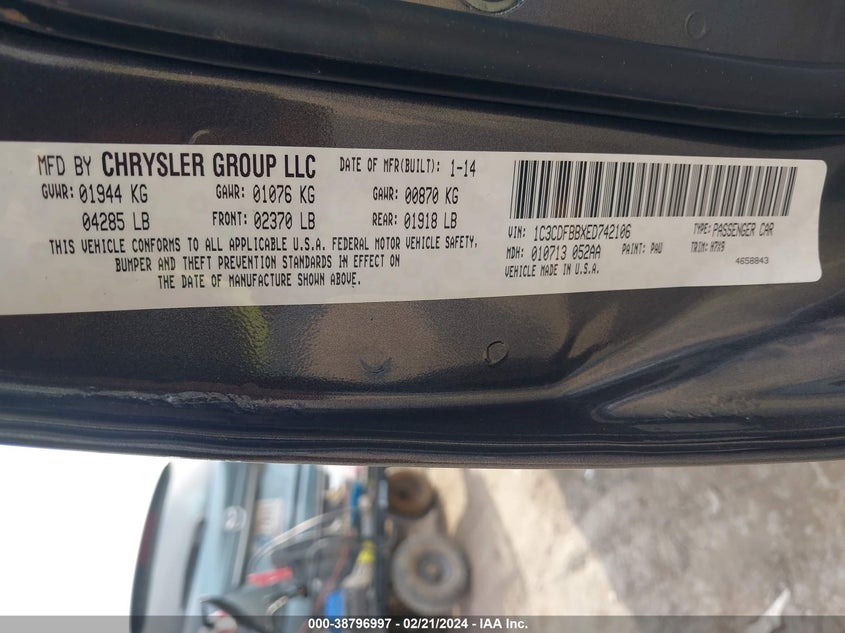 MFD BY CHRYSLER GROUP LLC DATE OF MFR(BUILT): 1-14
GVWR: 01944 KG GAWR: 01076 KG GAWR: 00870 KG
04285 LB FRONT: 02370 LB REAR: 01918 LB
THIS VEHICLE CONFORMS TO ALL APPLICABLE U.S.A. FEDERAL MOTOR VEHICLE SAFETY,
BUMPER AND THEFT PREVENTION STANDARDS IN EFFECT ON
THE DATE OF MANUFACTURE SHOWN ABOVE.
VIN: 1C3CDFBBXED742106 TYPE: PASSENGER CAR
MDH: 010713 052AA PAINT: PAU TRIM: H7X9
VEHICLE MADE IN U.S.A. 4658843
000-38796997 - 02/21/2024 - IAA Inc.